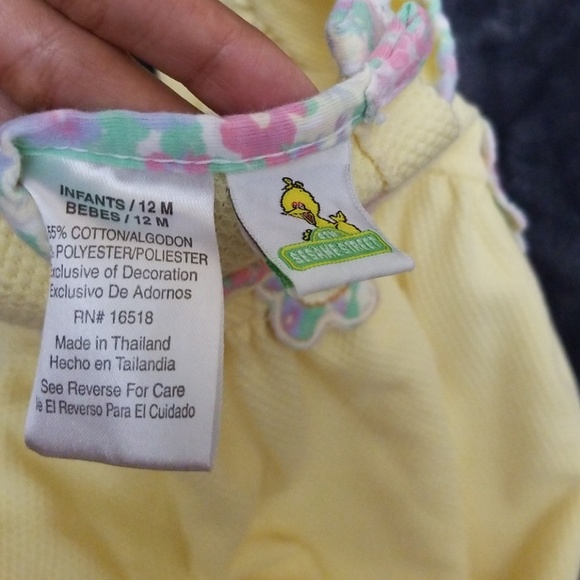 INFANTS / 12 M
BEBES / 12 M
55% COTTON/ALGODON
% POLYESTER/POLIESTER
Exclusive of Decoration
Exclusivo De Adornos
RN# 16518
Made in Thailand
Hecho en Tailandia
See Reverse For Care
El Reverso Para El Cuidado
SESAME STREET